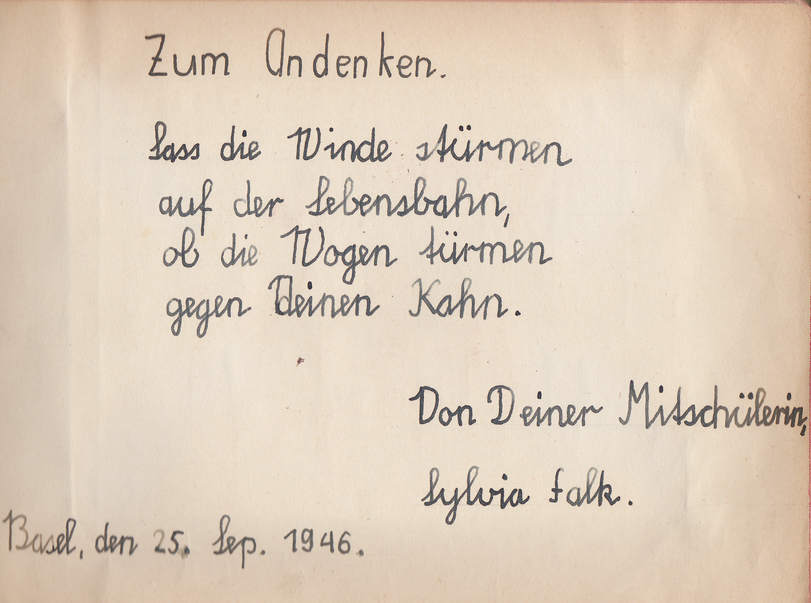 Zum Andenken.
Lass die Winde stürmen
auf der Lebensbahn,
ob die Wogen türmen
gegen Deinen Kahn.
Von Deiner Mitschülerin,
Sylvia Falk.
Basel, den 25. Sep. 1946.